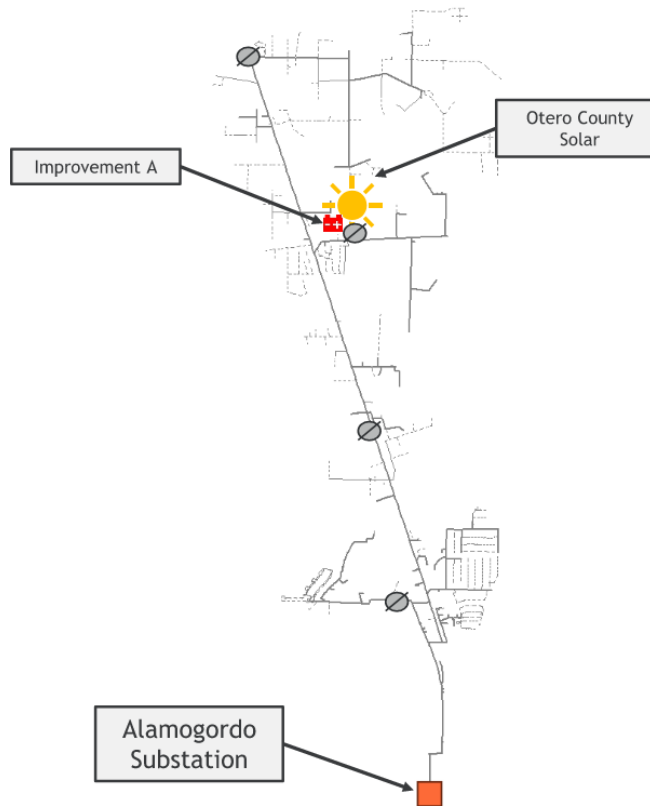 Otero County
Solar
Improvement A
Alamogordo
Substation